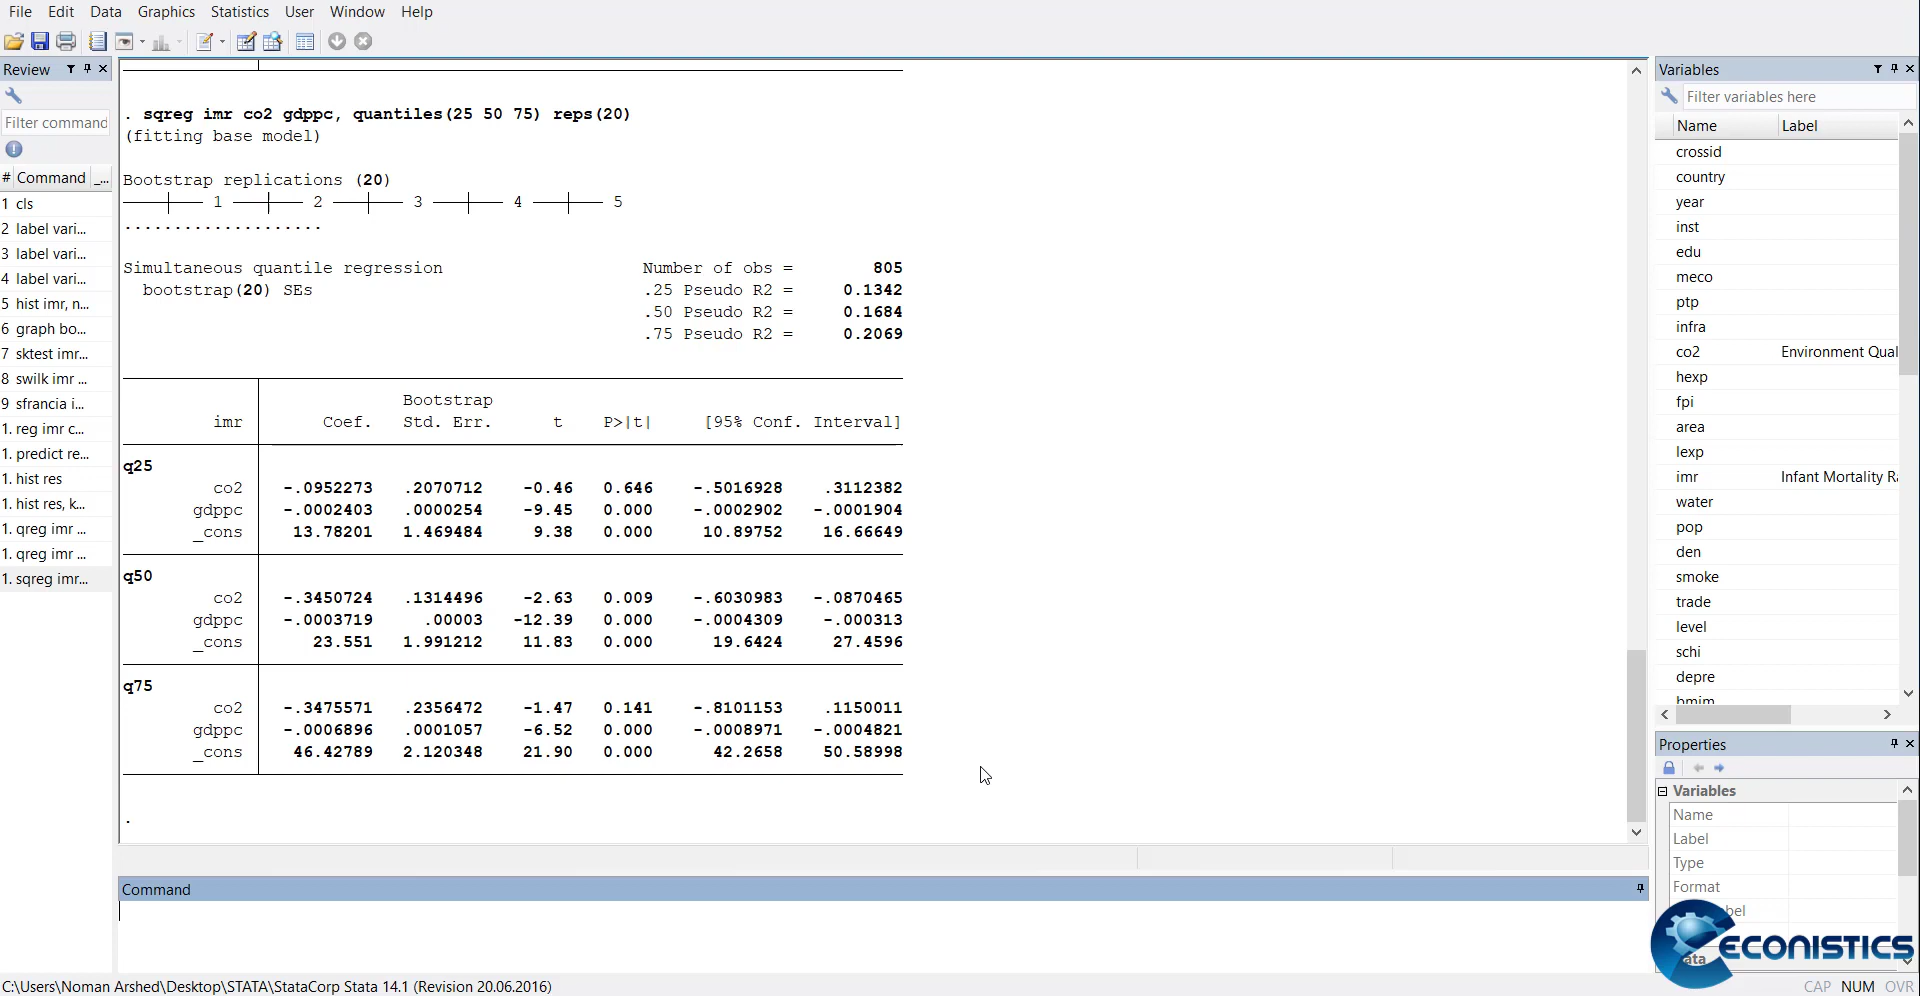 File Edit Data Graphics Statistics User Window Help
Review
Filter command
# Command _...
1 cls
2 label vari...
3 label vari...
4 label vari...
5 hist imr, n...
6 graph bo...
7 sktest imr...
8 swilk imr ...
9 sfrancia i...
1. reg imr c...
1. predict re...
1. hist res
1. hist res, k...
1. qreg imr ...
1. qreg imr ...
1. sqreg imr...
. sqreg imr co2 gdppc, quantiles(25 50 75) reps(20)
(fitting base model)
Bootstrap replications (20)
1 2 3 4 5
....................
Simultaneous quantile regression Number of obs = 805
bootstrap(20) SEs .25 Pseudo R2 = 0.1342
.50 Pseudo R2 = 0.1684
.75 Pseudo R2 = 0.2069
Bootstrap
imr Coef. Std. Err. t P>|t| [95% Conf. Interval]
q25
co2 -.0952273 .2070712 -0.46 0.646 -.5016928 .3112382
gdppc -.0002403 .0000254 -9.45 0.000 -.0002902 -.0001904
_cons 13.78201 1.469484 9.38 0.000 10.89752 16.66649
q50
co2 -.3450724 .1314496 -2.63 0.009 -.6030983 -.0870465
gdppc -.0003719 .00003 -12.39 0.000 -.0004309 -.000313
_cons 23.551 1.991212 11.83 0.000 19.6424 27.4596
q75
co2 -.3475571 .2356472 -1.47 0.141 -.8101153 .1150011
gdppc -.0006896 .0001057 -6.52 0.000 -.0008971 -.0004821
_cons 46.42789 2.120348 21.90 0.000 42.2658 50.58998
.
Command
Variables
Filter variables here
Name Label
crossid
country
year
inst
edu
meco
ptp
infra
co2 Environment Qual
hexp
fpi
area
lexp
imr Infant Mortality Ra
water
pop
den
smoke
trade
level
schi
depre
bmim
Properties
Variables
Name
Label
Type
Format
bel
ata
ECONISTICS
C:\Users\Noman Arshed\Desktop\STATA\StataCorp Stata 14.1 (Revision 20.06.2016) CAP NUM OVR